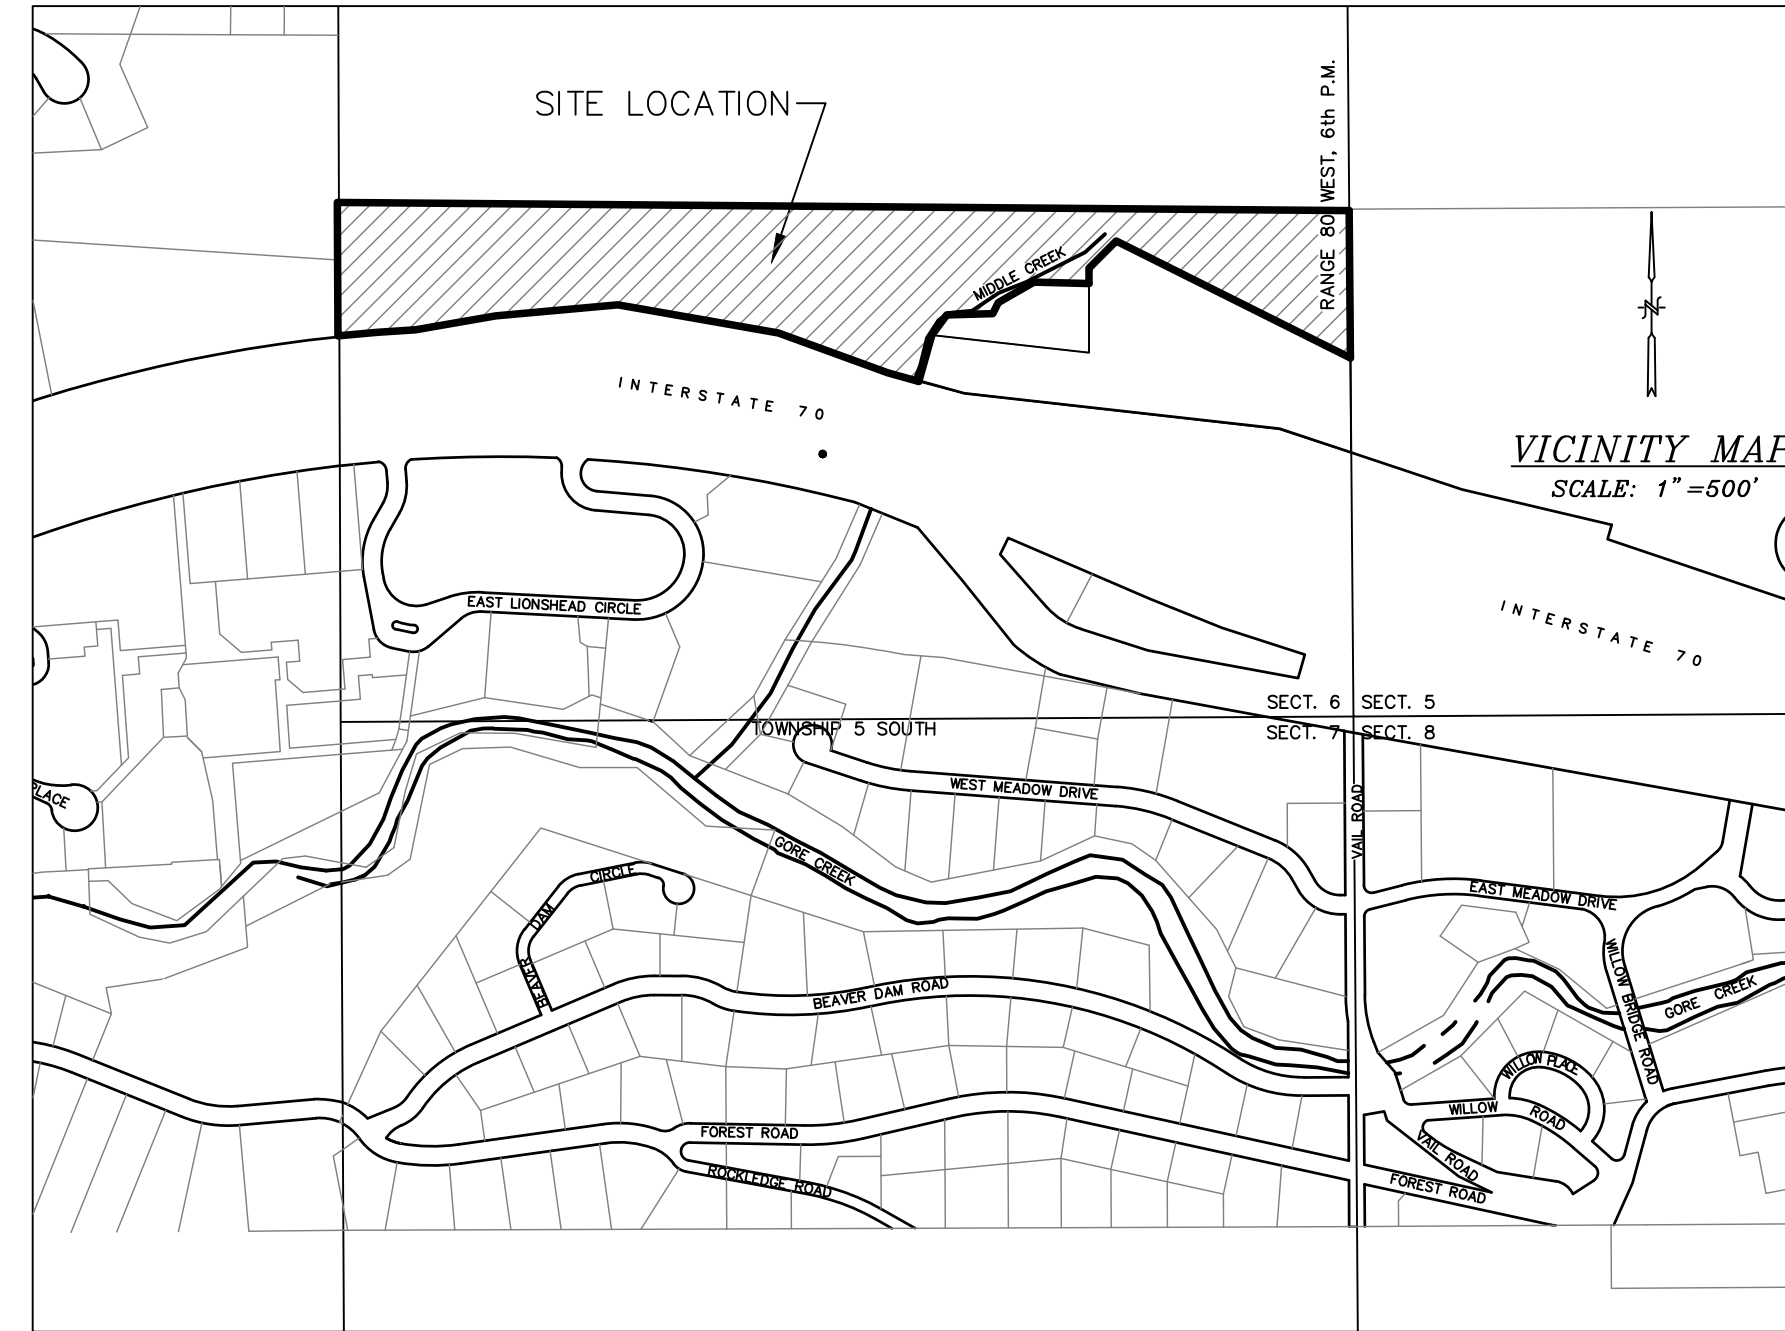 SITE LOCATION
RANGE 80 WEST, 6th P.M.
MIDDLE CREEK
INTERSTATE 70
VICINITY MAP
SCALE: 1"=500'
EAST LIONSHEAD CIRCLE
INTERSTATE 70
SECT. 6 SECT. 5
TOWNSHIP 5 SOUTH
SECT. 7 SECT. 8
PLACE
WEST MEADOW DRIVE
VAIL ROAD
GORE CREEK
BEAVER DAM CIRCLE
EAST MEADOW DRIVE
WILLOW BRIDGE ROAD
GORE CREEK
BEAVER DAM ROAD
WILLOW PLACE
WILLOW ROAD
FOREST ROAD
VAIL ROAD
ROCKLEDGE ROAD
FOREST ROAD